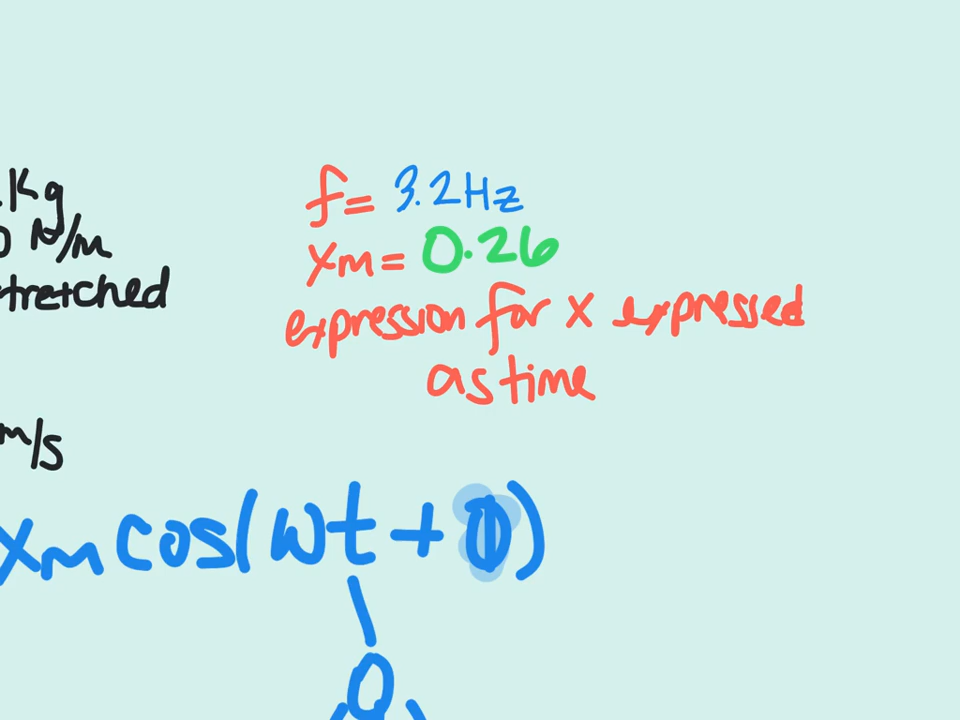 Kg
f= 3.2Hz
N/m
xm= 0.26
stretched
expression for x expressed
as time
m/s
xm cos(wt + Φ)
0